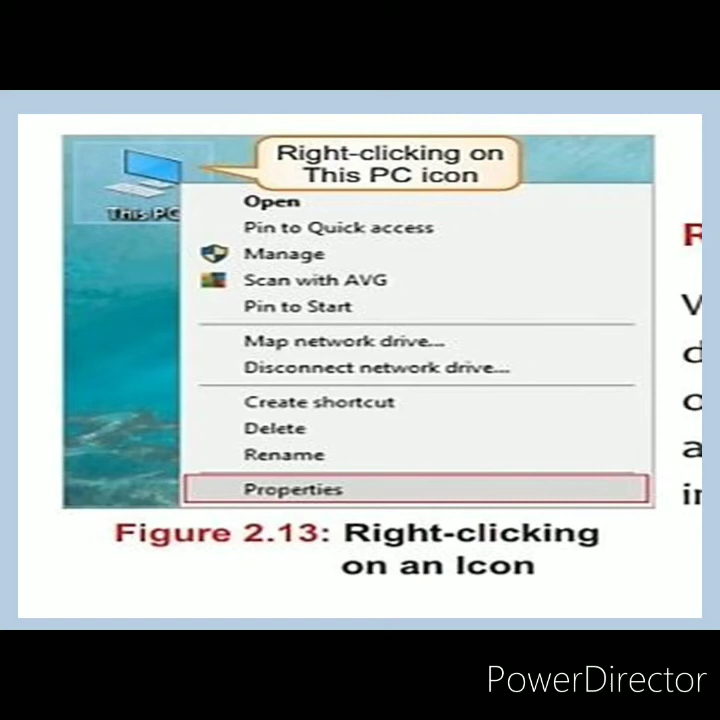 Right-clicking on
This PC icon
This PC
Open
Pin to Quick access
Manage
Scan with AVG
Pin to Start
Map network drive...
Disconnect network drive...
Create shortcut
Delete
Rename
Properties
Figure 2.13: Right-clicking
on an Icon
PowerDirector